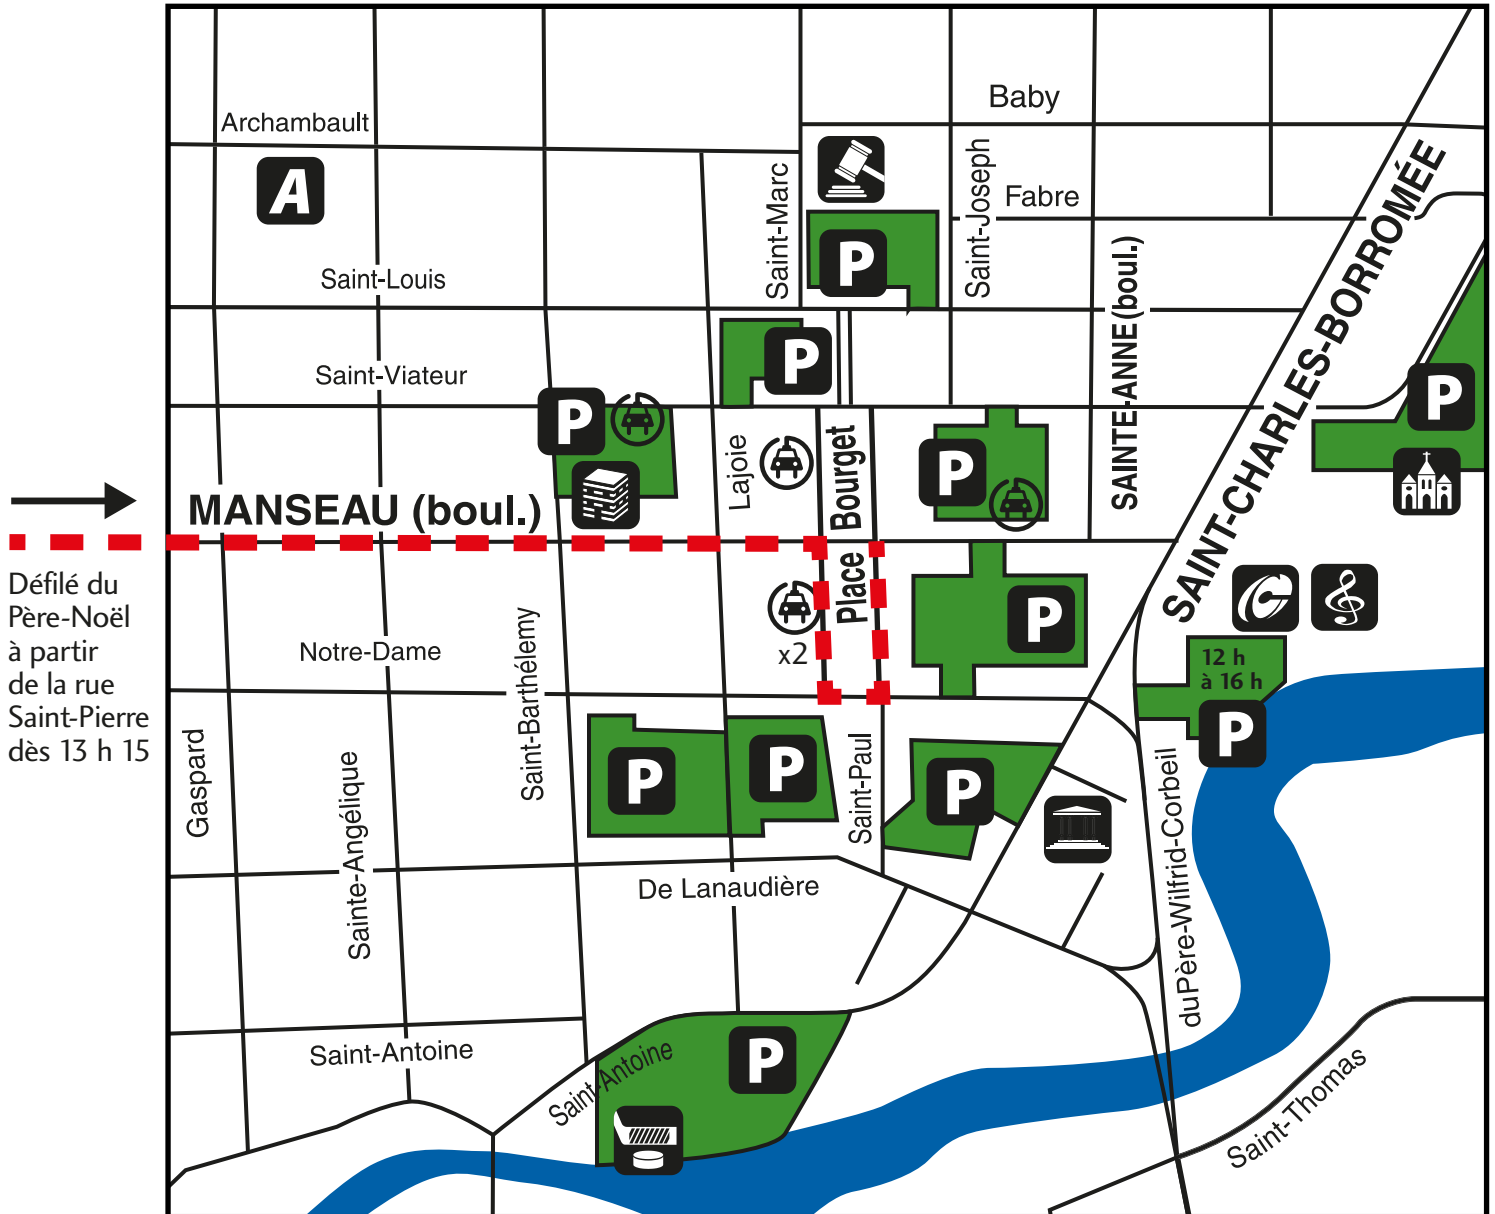 Baby
Archambault
A
Saint-Marc
Saint-Joseph
Fabre
P
SAINT-CHARLES-BORROMÉE
SAINTE-ANNE (boul.)
Saint-Louis
P
Saint-Viateur
P
P
P
Lajoie
Place Bourget
P
MANSEAU (boul.)
Défilé du
Père-Noël
à partir
de la rue
Saint-Pierre
dès 13 h 15
C
P
x2
Notre-Dame
12 h
à 16 h
P
Saint-Barthélemy
Gaspard
Sainte-Angélique
P
P
Saint-Paul
P
du Père-Wilfrid-Corbeil
De Lanaudière
Saint-Antoine
Saint-Antoine
P
Saint-Thomas